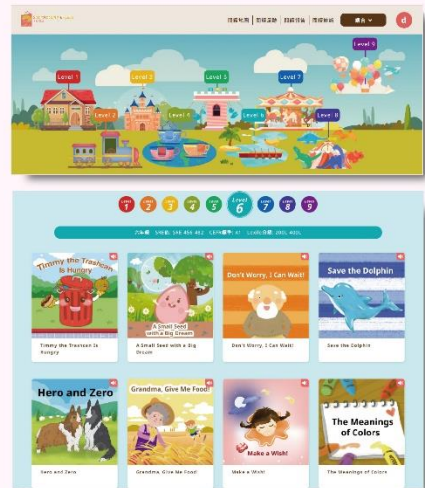 Level 1
Level 2
Level 3
Level 4
Level 5
Level 6
Level 7
Level 8
Level 9
d
Level 1
Level 2
Level 3
Level 4
Level 5
Level 6
Level 7
Level 8
Level 9
Timmy the Trashcan
Is Hungry
A Small Seed
with a Big Dream
Don't Worry, I Can Wait!
Save the Dolphin
Timmy the Trashcan Is
Hungry
A Small Seed with a Big
Dream
Don't Worry, I Can Wait!
Save the Dolphin
Hero and Zero
Grandma, Give Me Food!
Make a Wish!
The Meanings
of Colors
Hero and Zero
Grandma, Give Me Food!
Make a Wish!
The Meanings of Colors